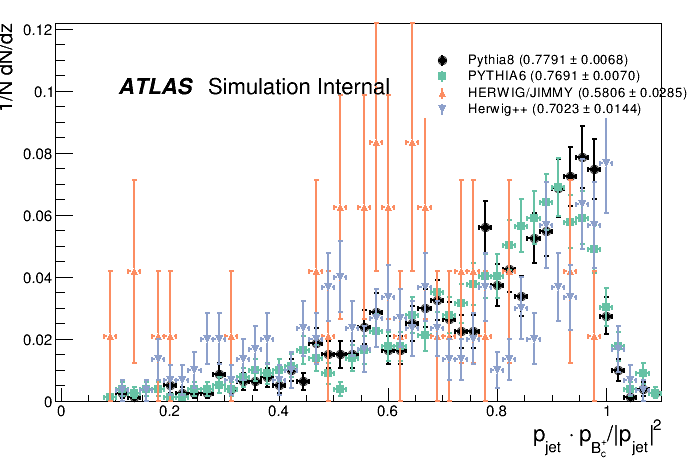 1/N dN/dz
0.12
0.1
0.08
0.06
0.04
0.02
0
ATLAS Simulation Internal
Pythia8 (0.7791 ± 0.0068)
PYTHIA6 (0.7691 ± 0.0070)
HERWIG/JIMMY (0.5806 ± 0.0285)
Herwig++ (0.7023 ± 0.0144)
0 0.2 0.4 0.6 0.8 1
p_jet · p_{B_c^+}/|p_jet|^2